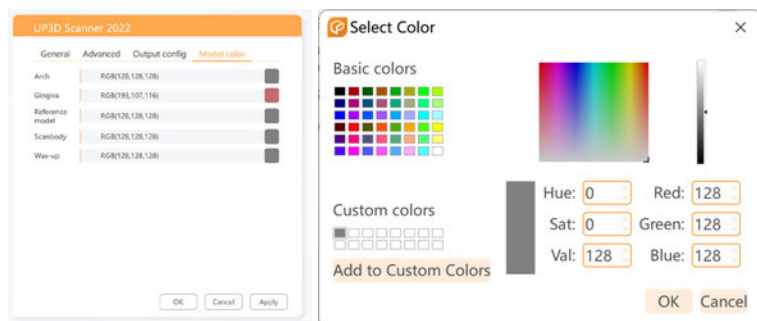 UP3D Scanner 2022
General Advanced Output config Model color
Arch RGB(128,128,128)
Gingiva RGB(193,107,116)
Reference
model RGB(128,128,128)
Scanbody RGB(128,128,128)
Wax-up RGB(128,128,128)
OK Cancel Apply
Select Color
Basic colors
Custom colors
Add to Custom Colors
Hue: 0 Red: 128
Sat: 0 Green: 128
Val: 128 Blue: 128
OK Cancel